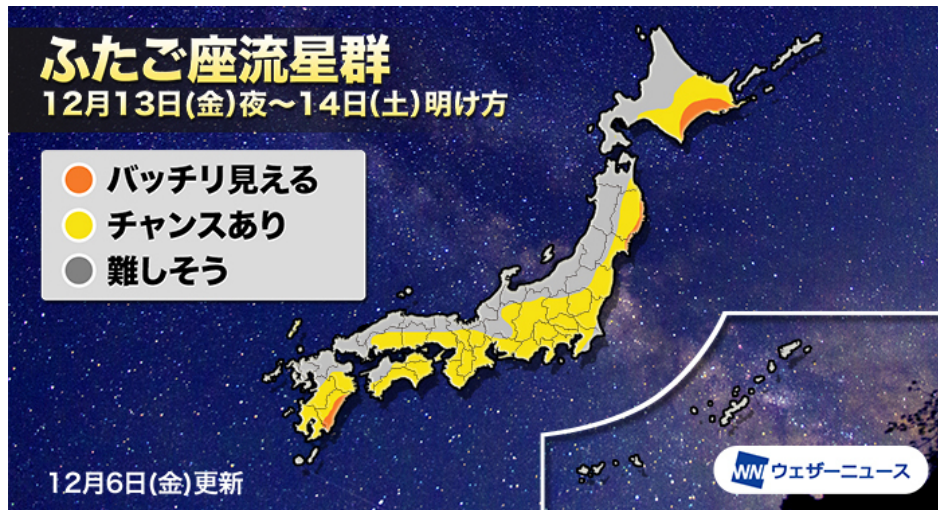 ふたご座流星群
12月13日(金)夜〜14日(土)明け方
バッチリ見える
チャンスあり
難しそう
12月6日(金)更新
WN ウェザーニュース